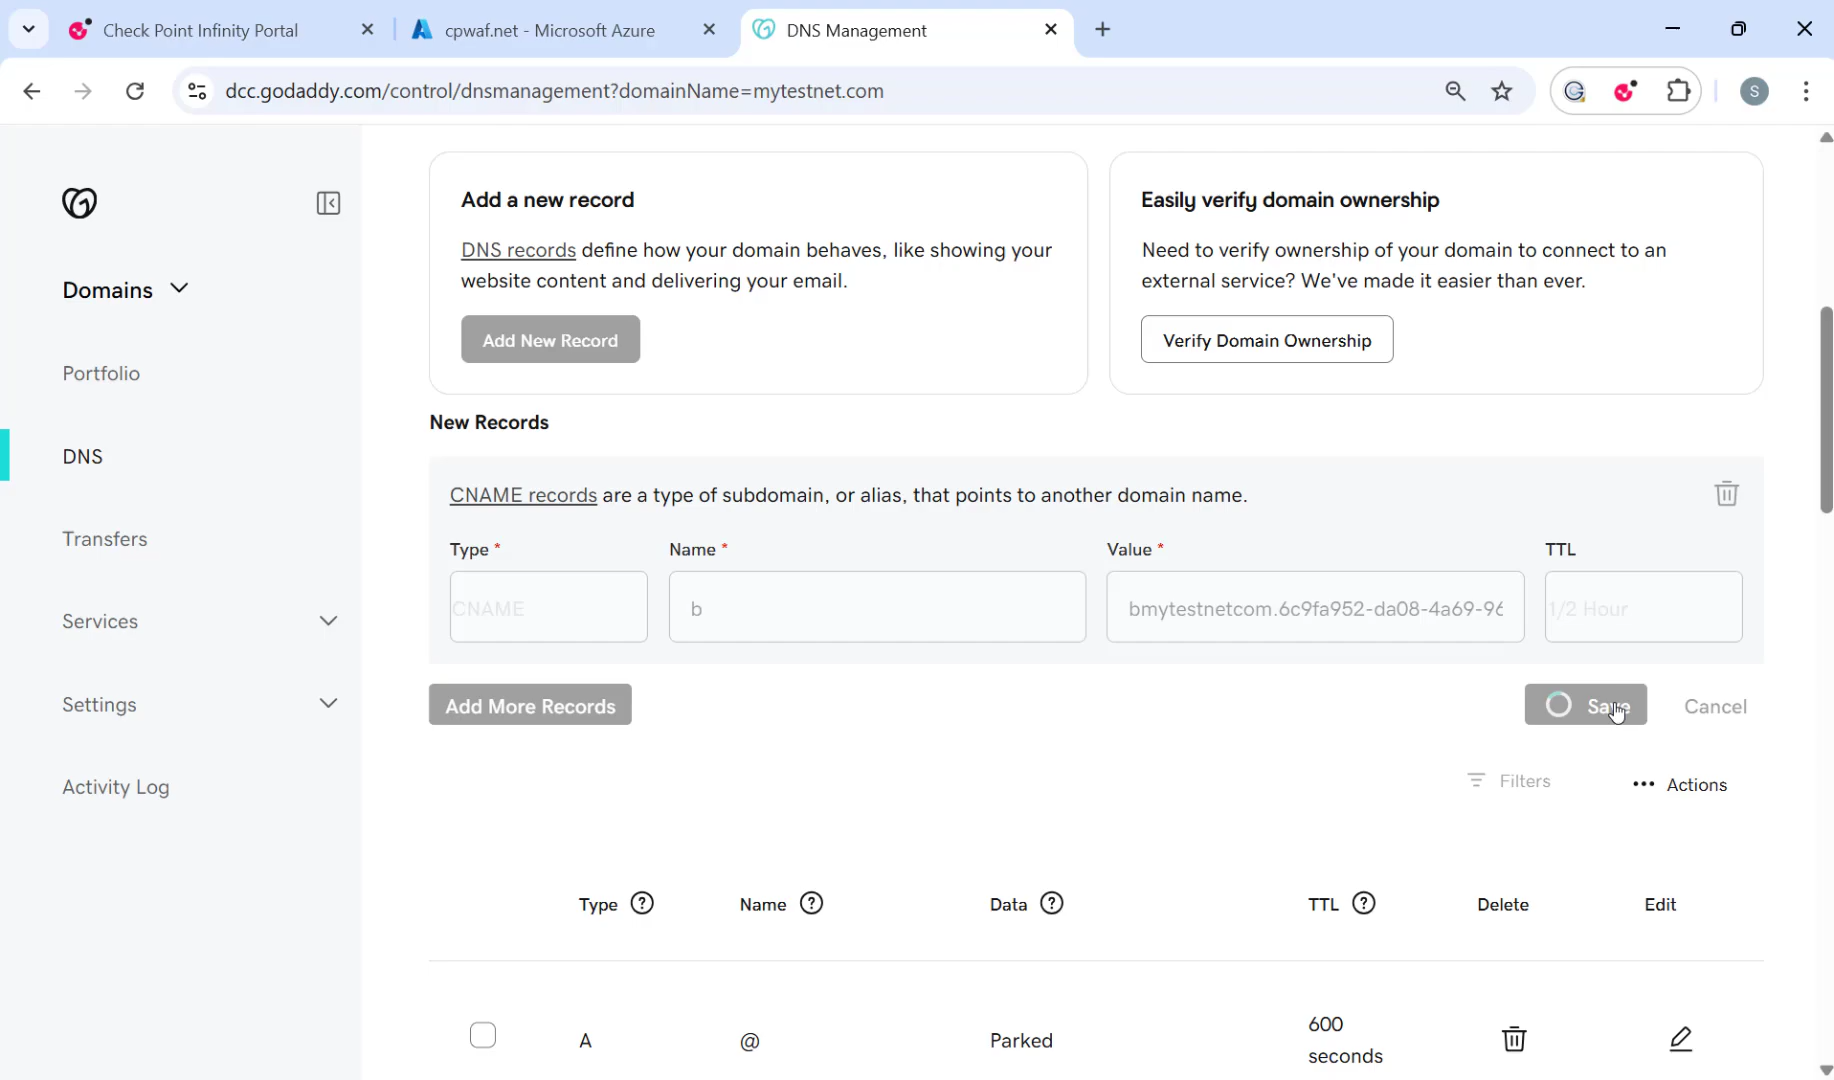 Check Point Infinity Portal
cpwaf.net - Microsoft Azure
DNS Management
dcc.godaddy.com/control/dnsmanagement?domainName=mytestnet.com
S
Domains
Portfolio
DNS
Transfers
Services
Settings
Activity Log
Add a new record
DNS records define how your domain behaves, like showing your
website content and delivering your email.
Add New Record
Easily verify domain ownership
Need to verify ownership of your domain to connect to an
external service? We've made it easier than ever.
Verify Domain Ownership
New Records
CNAME records are a type of subdomain, or alias, that points to another domain name.
Type * Name * Value * TTL
CNAME b bmytestnetcom.6c9fa952-da08-4a69-96 1/2 Hour
Add More Records Save Cancel
Filters ••• Actions
Type ? Name ? Data ? TTL ? Delete Edit
A @ Parked 600
seconds